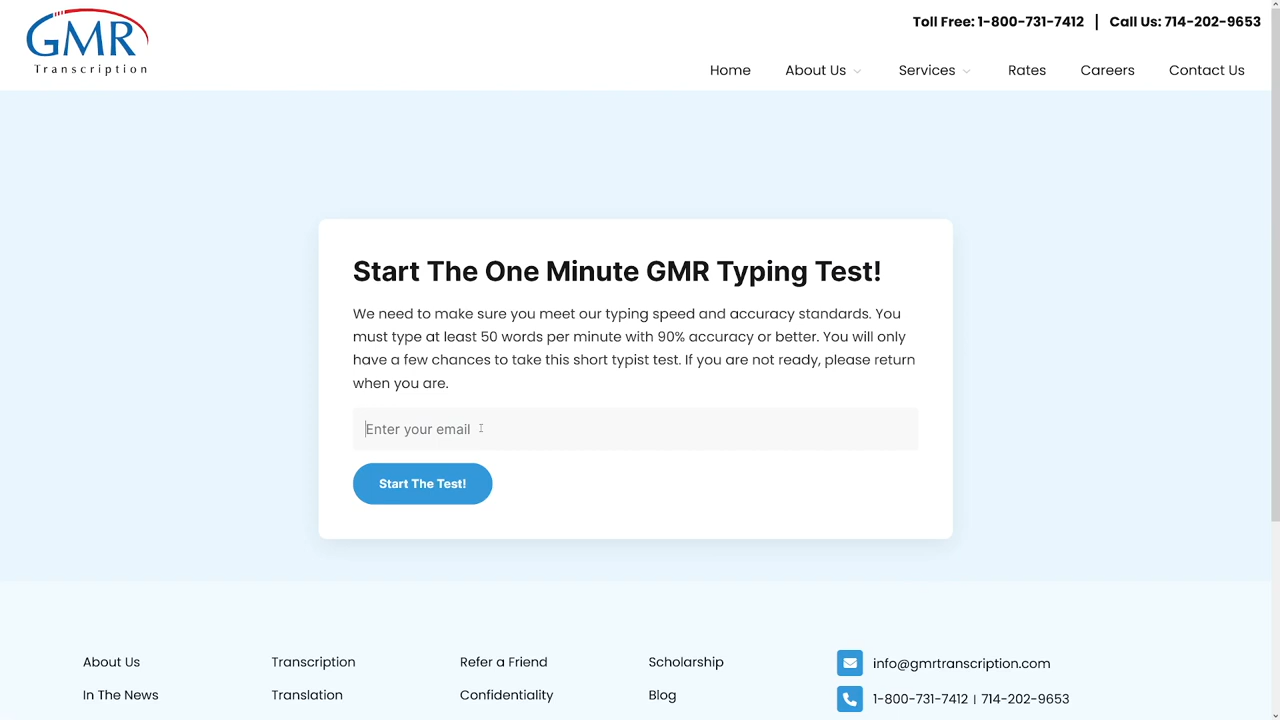 GMR
Transcription
Toll Free: 1-800-731-7412 | Call Us: 714-202-9653
Home About Us Services Rates Careers Contact Us
Start The One Minute GMR Typing Test!
We need to make sure you meet our typing speed and accuracy standards. You
must type at least 50 words per minute with 90% accuracy or better. You will only
have a few chances to take this short typist test. If you are not ready, please return
when you are.
Enter your email
Start The Test!
About Us Transcription Refer a Friend Scholarship info@gmrtranscription.com
In The News Translation Confidentiality Blog 1-800-731-7412 | 714-202-9653